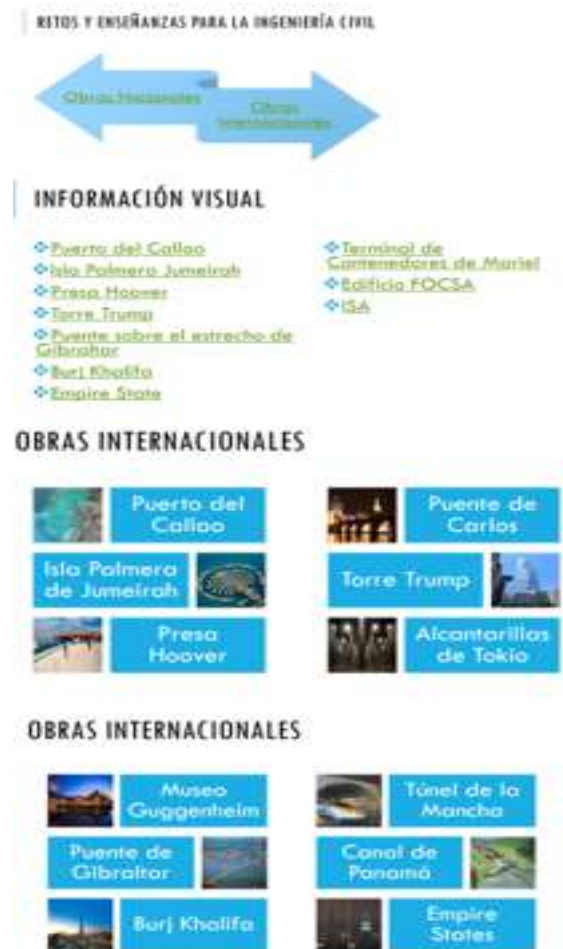 RETOS Y ENSEÑANZAS PARA LA INGENIERÍA CIVIL
Obras Nacionales
Obras
Internacionales
INFORMACIÓN VISUAL
Puerto del Callao
Isla Palmera Jumeirah
Presa Hoover
Torre Trump
Puente sobre el estrecho de
Gibraltar
Burj Khalifa
Empire State
Terminal de
Contenedores de Mariel
Edificio FOCSA
ISA
OBRAS INTERNACIONALES
Puerto del
Callao
Isla Palmera
de Jumeirah
Presa
Hoover
Puente de
Carlos
Torre Trump
Alcantarillas
de Tokio
OBRAS INTERNACIONALES
Museo
Guggenheim
Puente de
Gibraltar
Burj Khalifa
Túnel de la
Mancha
Canal de
Panamá
Empire
States